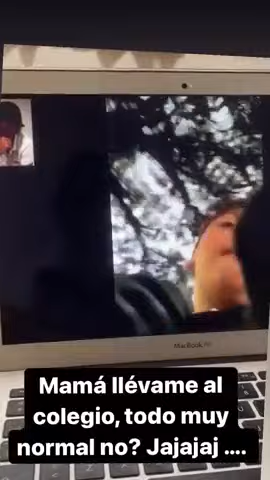 MacBook Air
Mamá llévame al
colegio, todo muy
normal no? Jajajaj ....